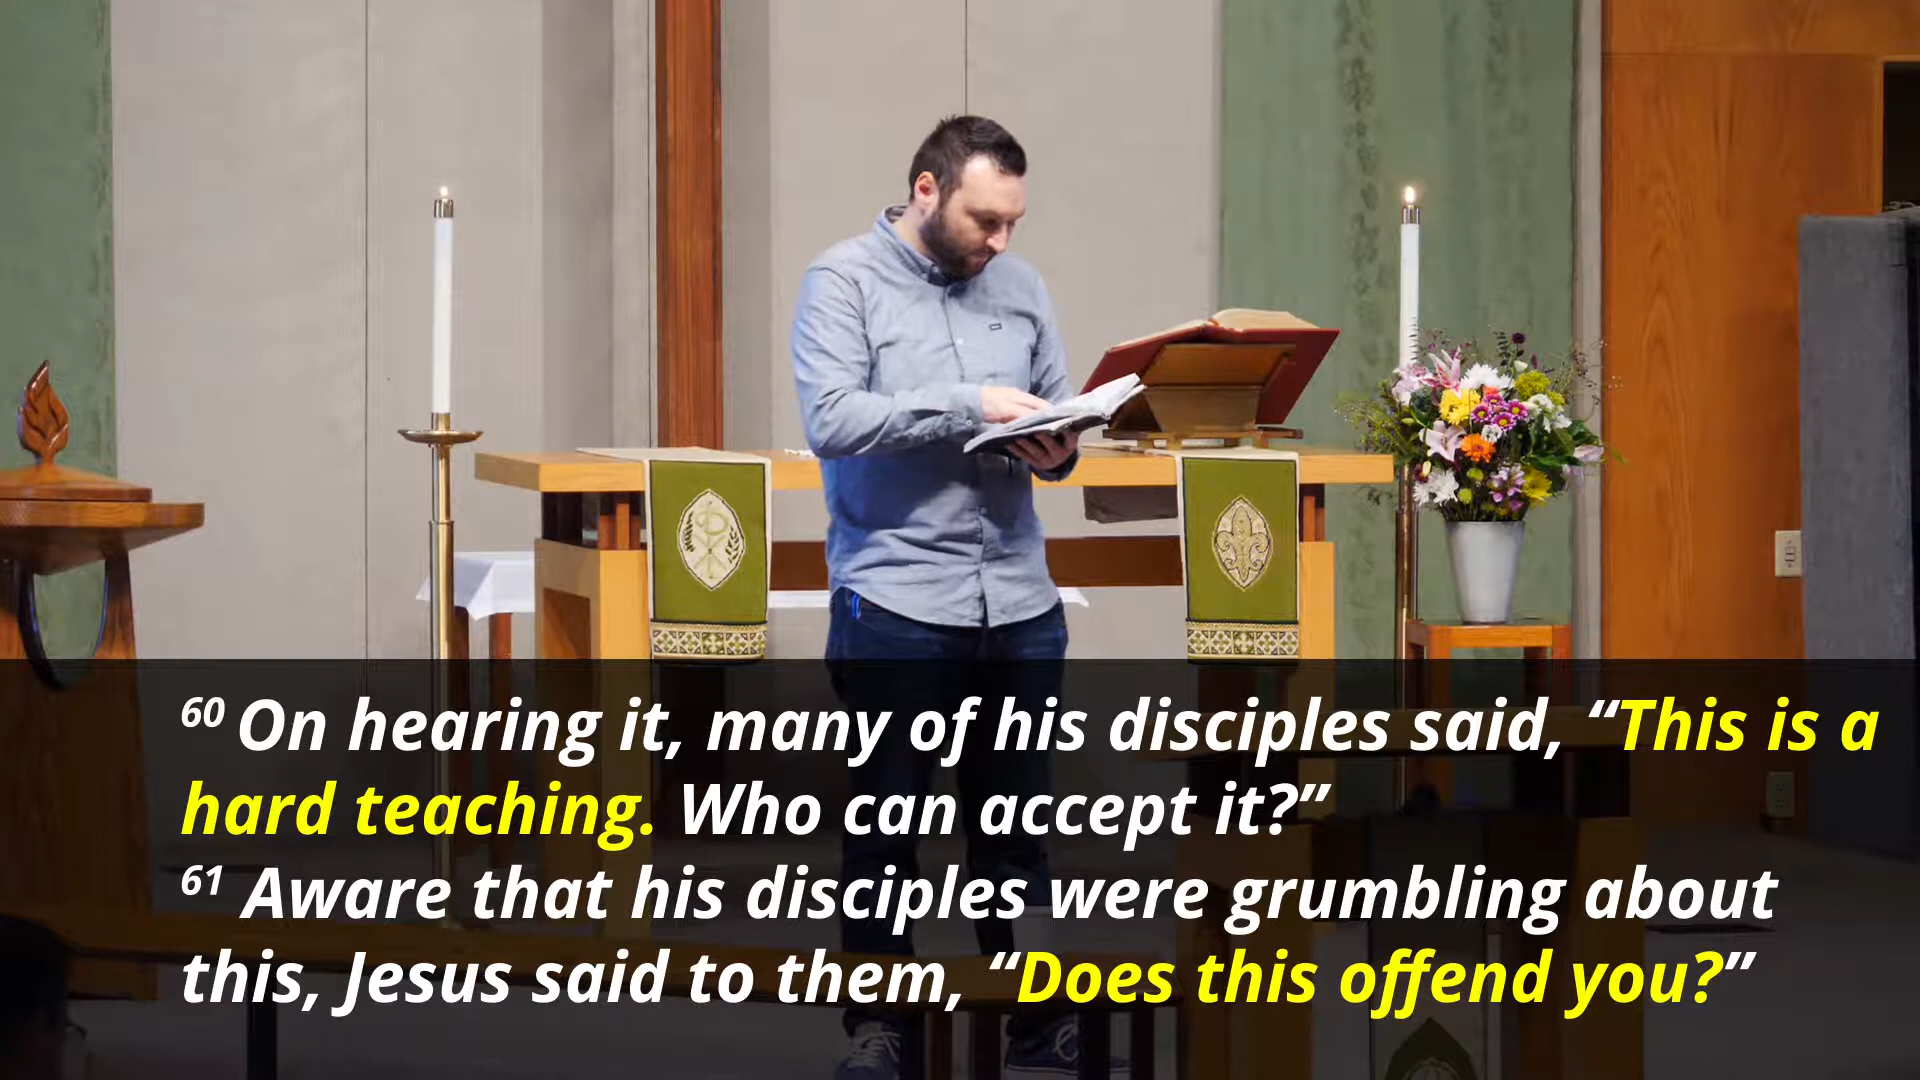 60 On hearing it, many of his disciples said, “This is a
hard teaching. Who can accept it?”
61 Aware that his disciples were grumbling about
this, Jesus said to them, “Does this offend you?”